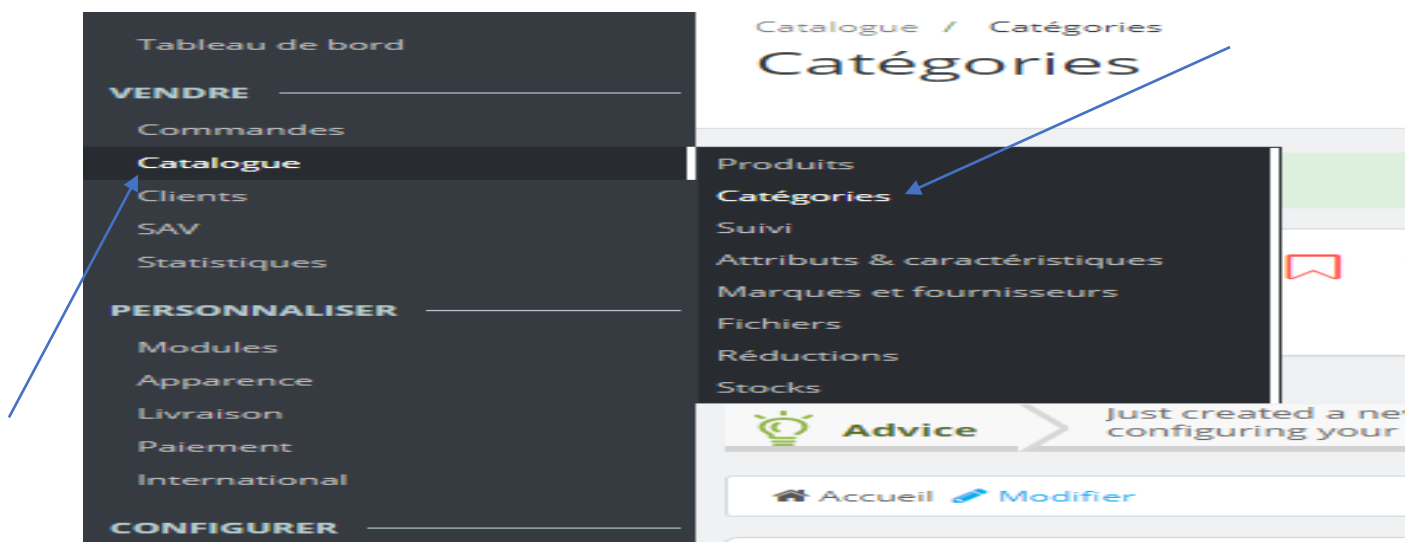 Tableau de bord
VENDRE
Commandes
Catalogue
Clients
SAV
Statistiques
PERSONNALISER
Modules
Apparence
Livraison
Paiement
International
CONFIGURER
Catalogue / Catégories
Catégories
Produits
Catégories
Suivi
Attributs & caractéristiques
Marques et fournisseurs
Fichiers
Réductions
Stocks
Advice
Just created a ne
configuring your
Accueil Modifier